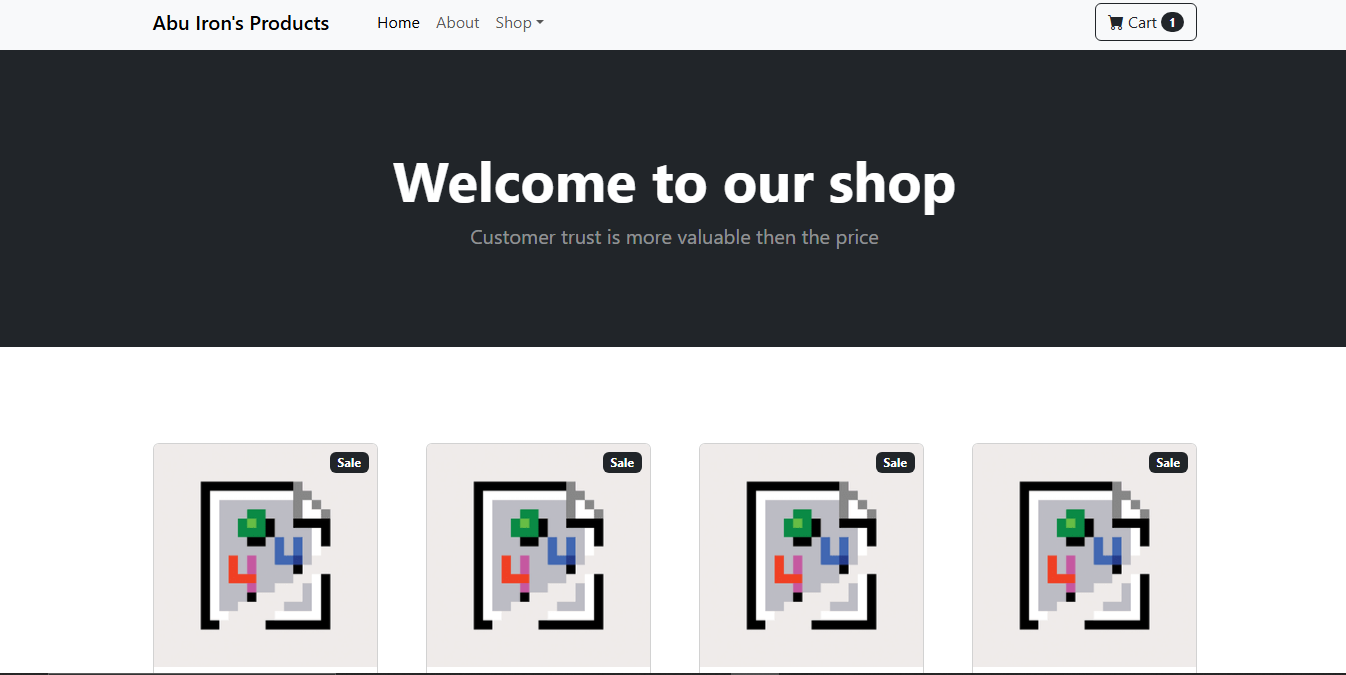 Abu Iron's Products Home About Shop Cart 1
Welcome to our shop
Customer trust is more valuable then the price
Sale Sale Sale Sale